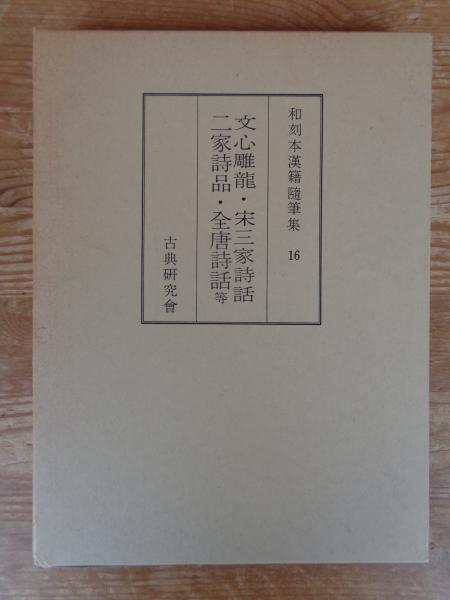 和刻本漢籍隨筆集 16
文心雕龍・宋三家詩話
二家詩品・全唐詩話等
古典研究會